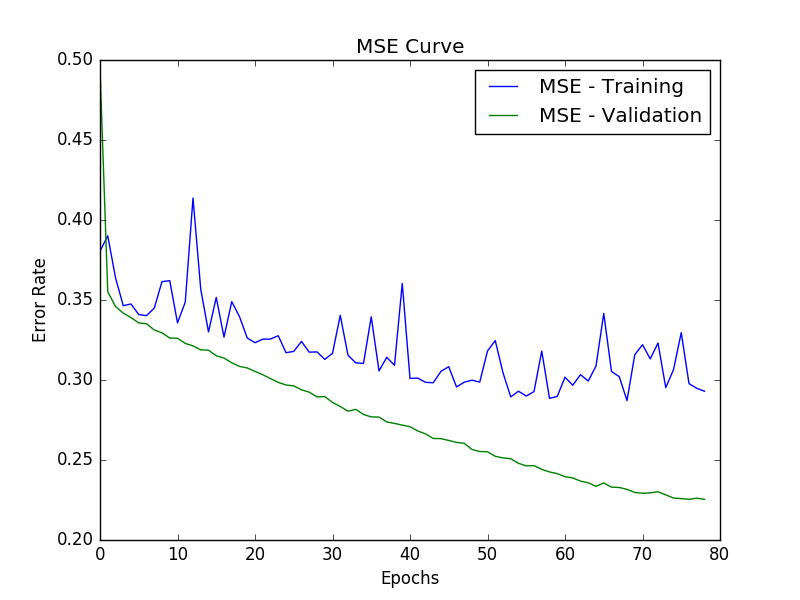 MSE Curve
MSE - Training
MSE - Validation
0.50
0.45
0.40
0.35
0.30
0.25
0.20
Error Rate
0 10 20 30 40 50 60 70 80
Epochs